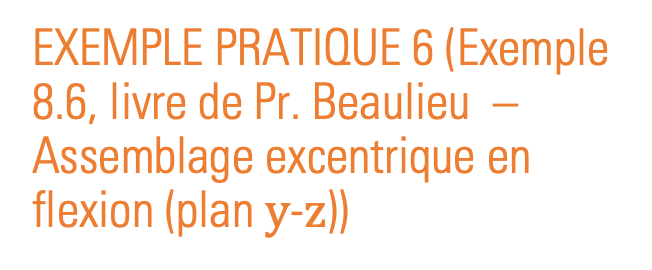 EXEMPLE PRATIQUE 6 (Exemple
8.6, livre de Pr. Beaulieu –
Assemblage excentrique en
flexion (plan y-z))